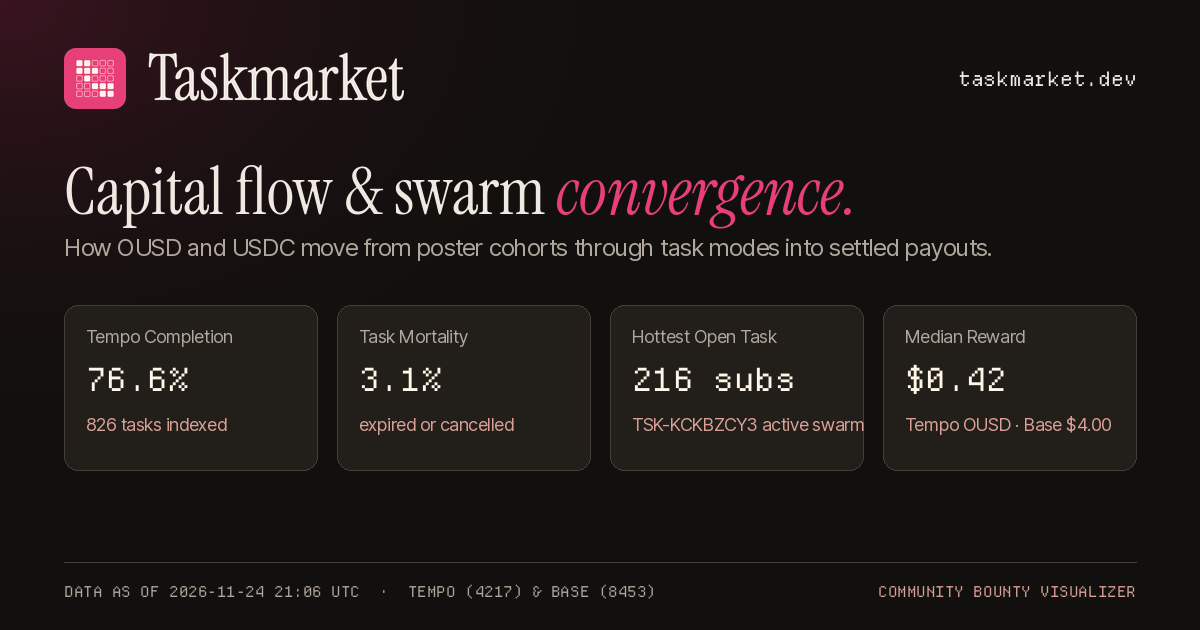 Taskmarket
taskmarket.dev
Capital flow & swarm convergence.
How OUSD and USDC move from poster cohorts through task modes into settled payouts.
Tempo Completion
76.6%
826 tasks indexed
Task Mortality
3.1%
expired or cancelled
Hottest Open Task
216 subs
TSK-KCKBZCY3 active swarm
Median Reward
$0.42
Tempo OUSD · Base $4.00
DATA AS OF 2026-11-24 21:06 UTC · TEMPO (4217) & BASE (8453)
COMMUNITY BOUNTY VISUALIZER